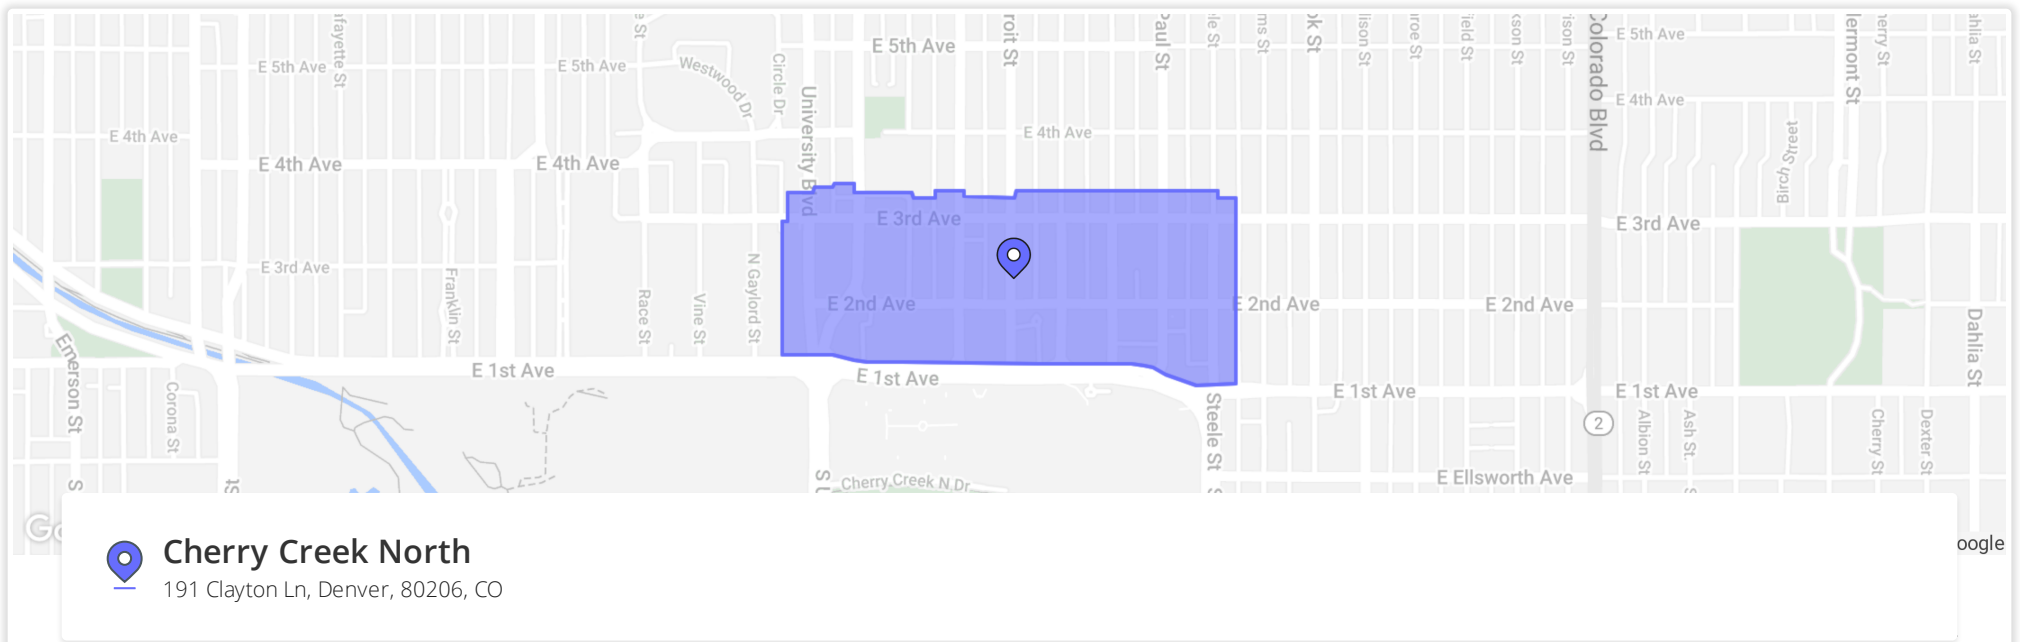 E 5th Ave
E 5th Ave
E 5th Ave
E 5th Ave
Westwood Dr
Circle Dr
University Blvd
Paul St
Colorado Blvd
E 4th Ave
E 4th Ave
E 4th Ave
E 4th Ave
E 4th Ave
Birch Street
E 3rd Ave
E 3rd Ave
E 3rd Ave
Franklin St
Race St
Vine St
N Gaylord St
E 2nd Ave
E 2nd Ave
E 2nd Ave
Dahlia St
Emerson St
Corona St
E 1st Ave
E 1st Ave
E 1st Ave
E 1st Ave
Steele St
2
Albion St
Ash St.
Cherry St
Dexter St
Cherry Creek N Dr
E Ellsworth Ave
Cherry Creek North
191 Clayton Ln, Denver, 80206, CO
oogle